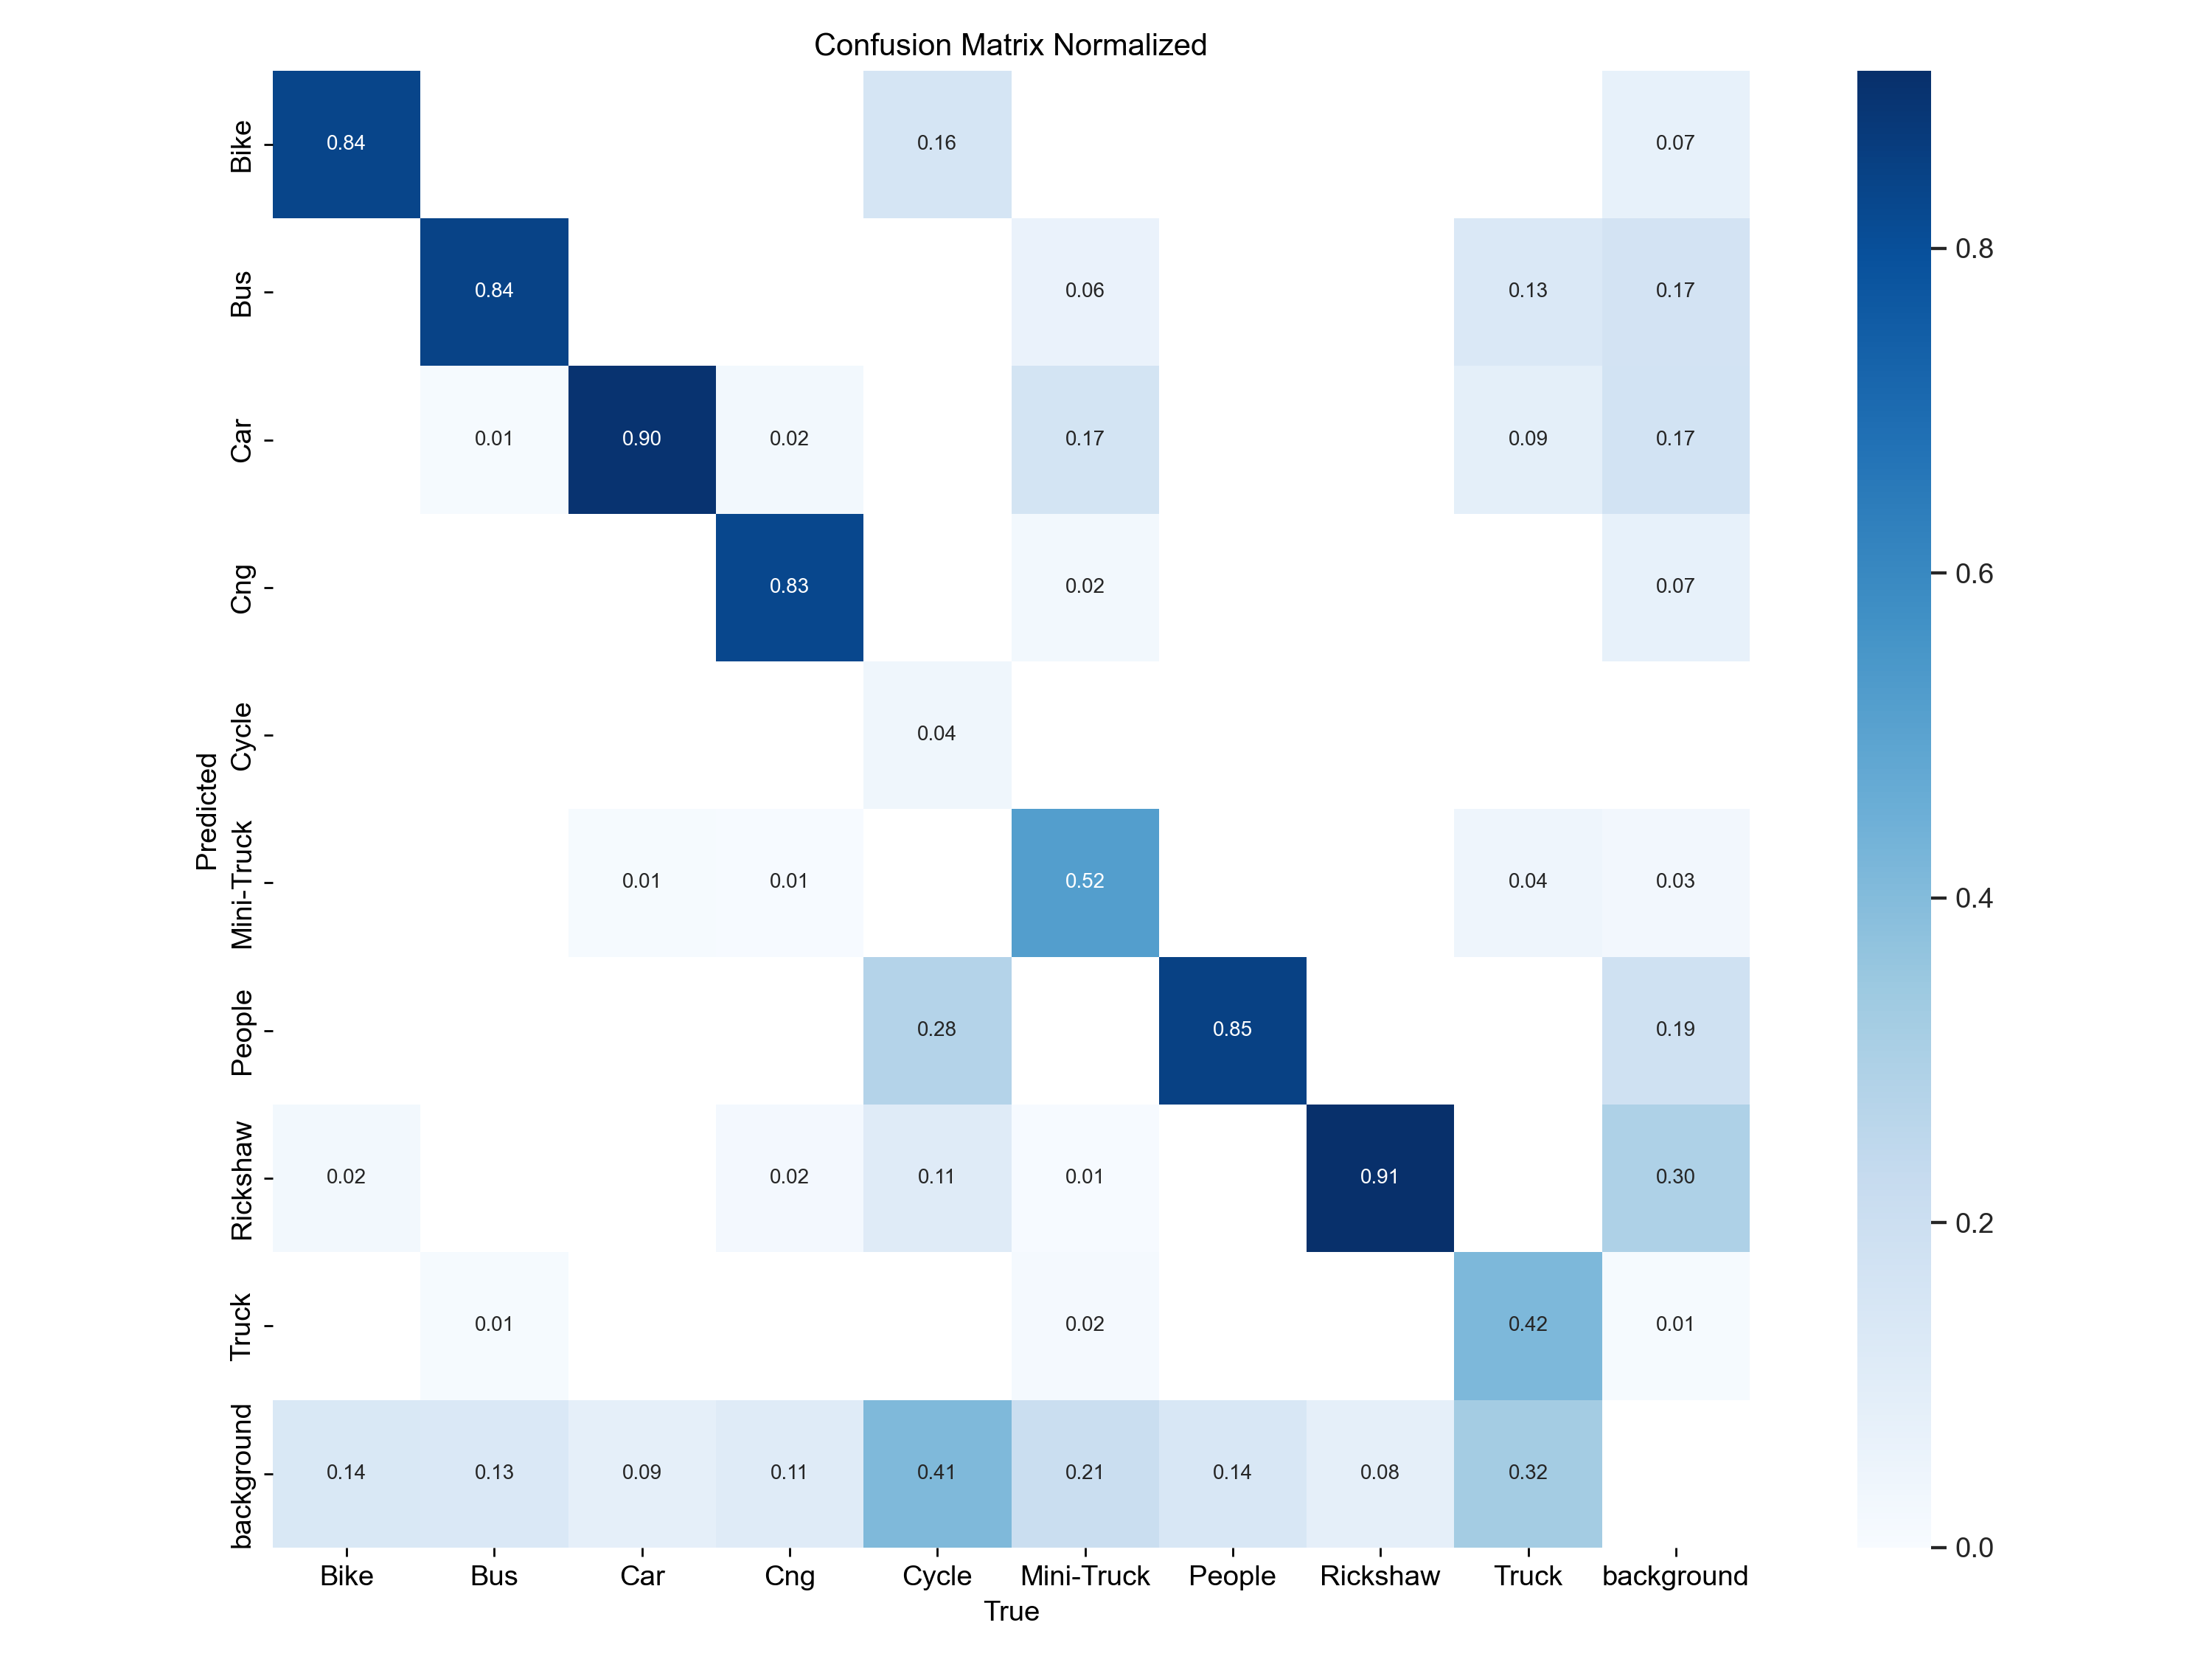 Confusion Matrix Normalized
Bike 0.84 0.16 0.07
Bus 0.84 0.06 0.13 0.17
Car 0.01 0.90 0.02 0.17 0.09 0.17
Cng 0.83 0.02 0.07
Cycle 0.04
Mini-Truck 0.01 0.01 0.52 0.04 0.03
People 0.28 0.85 0.19
Rickshaw 0.02 0.02 0.11 0.01 0.91 0.30
Truck 0.01 0.02 0.42 0.01
background 0.14 0.13 0.09 0.11 0.41 0.21 0.14 0.08 0.32
Predicted
Bike Bus Car Cng Cycle Mini-Truck People Rickshaw Truck background
True
0.8
0.6
0.4
0.2
0.0